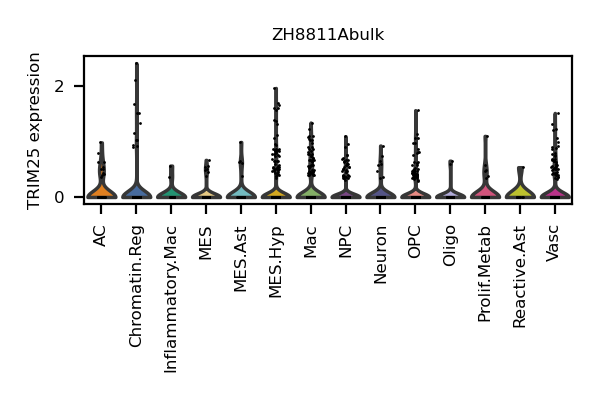 ZH8811Abulk
TRIM25 expression
2
0
AC
Chromatin.Reg
Inflammatory.Mac
MES
MES.Ast
MES.Hyp
Mac
NPC
Neuron
OPC
Oligo
Prolif.Metab
Reactive.Ast
Vasc